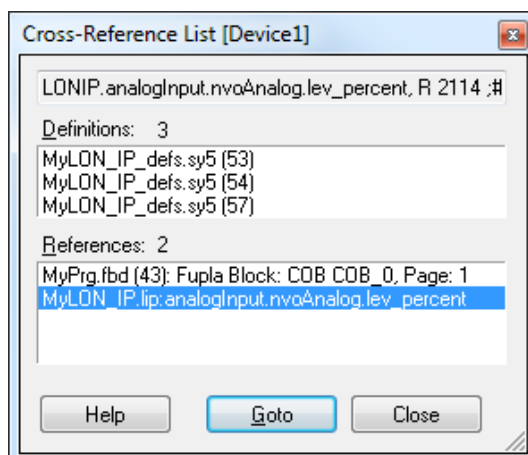 Cross-Reference List [Device1]
LONIP.analogInput.nvoAnalog.lev_percent, R 2114 ;#
Definitions: 3
MyLON_IP_defs.sy5 (53)
MyLON_IP_defs.sy5 (54)
MyLON_IP_defs.sy5 (57)
References: 2
MyPrg.fbd (43): Fupla Block: COB COB_0, Page: 1
MyLON_IP.lip:analogInput.nvoAnalog.lev_percent
Help Goto Close